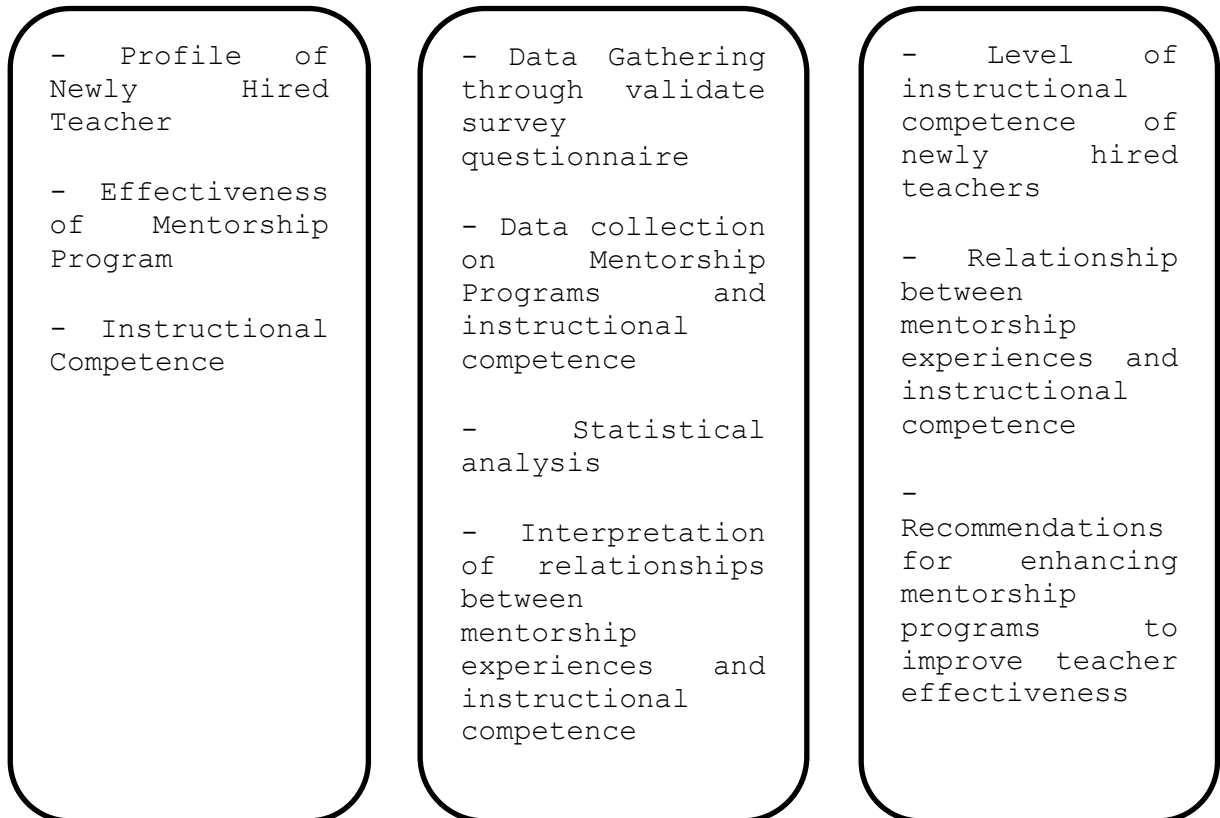 - Profile of
Newly Hired
Teacher
- Effectiveness
of Mentorship
Program
- Instructional
Competence
- Data Gathering
through validate
survey
questionnaire
- Data collection
on Mentorship
Programs and
instructional
competence
- Statistical
analysis
- Interpretation
of relationships
between
mentorship
experiences and
instructional
competence
- Level of
instructional
competence of
newly hired
teachers
- Relationship
between
mentorship
experiences and
instructional
competence
-
Recommendations
for enhancing
mentorship
programs to
improve teacher
effectiveness